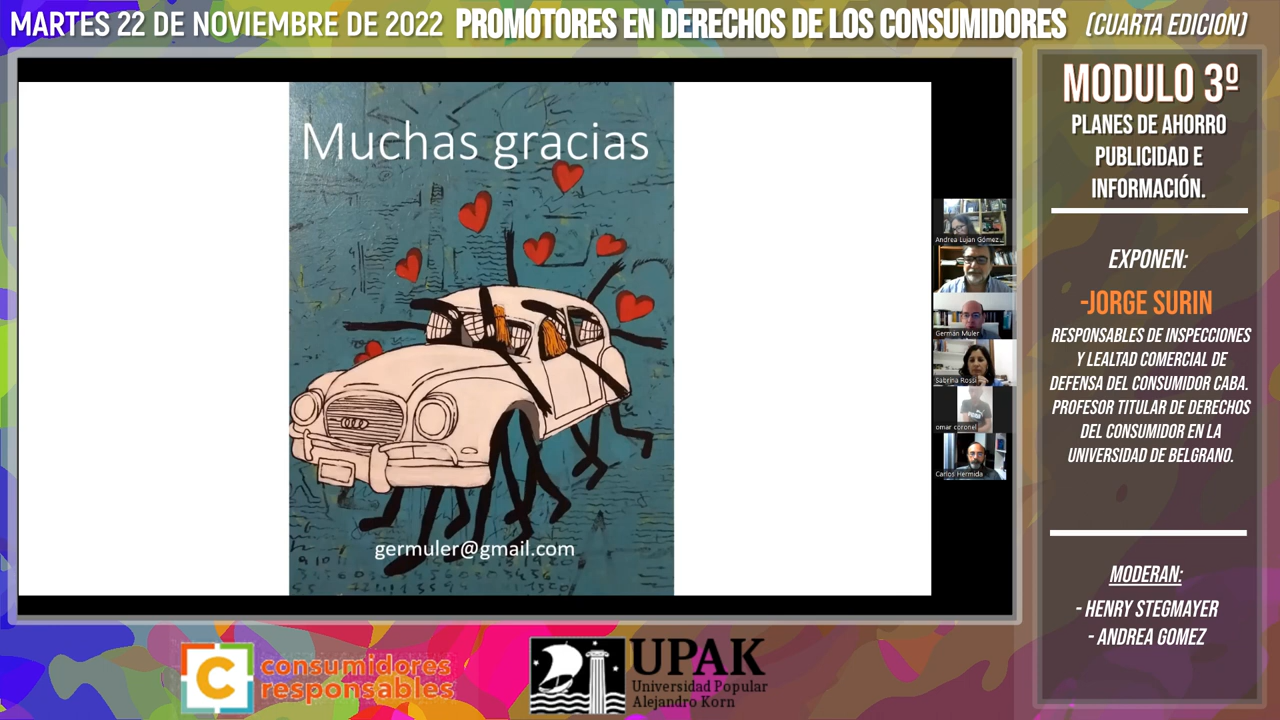 MARTES 22 DE NOVIEMBRE DE 2022 PROMOTORES EN DERECHOS DE LOS CONSUMIDORES (CUARTA EDICION)
Muchas gracias
germuler@gmail.com
Andrea Lujan Gómez...
German Muler
Sabrina Rossi
omar coronel
Carlos Hermida
MODULO 3º
PLANES DE AHORRO
PUBLICIDAD E
INFORMACIÓN.
EXPONEN:
-JORGE SURIN
RESPONSABLES DE INSPECCIONES
Y LEALTAD COMERCIAL DE
DEFENSA DEL CONSUMIDOR CABA.
PROFESOR TITULAR DE DERECHOS
DEL CONSUMIDOR EN LA
UNIVERSIDAD DE BELGRANO.
MODERAN:
- HENRY STEGMAYER
- ANDREA GOMEZ
C consumidores
responsables
UPAK
Universidad Popular
Alejandro Korn